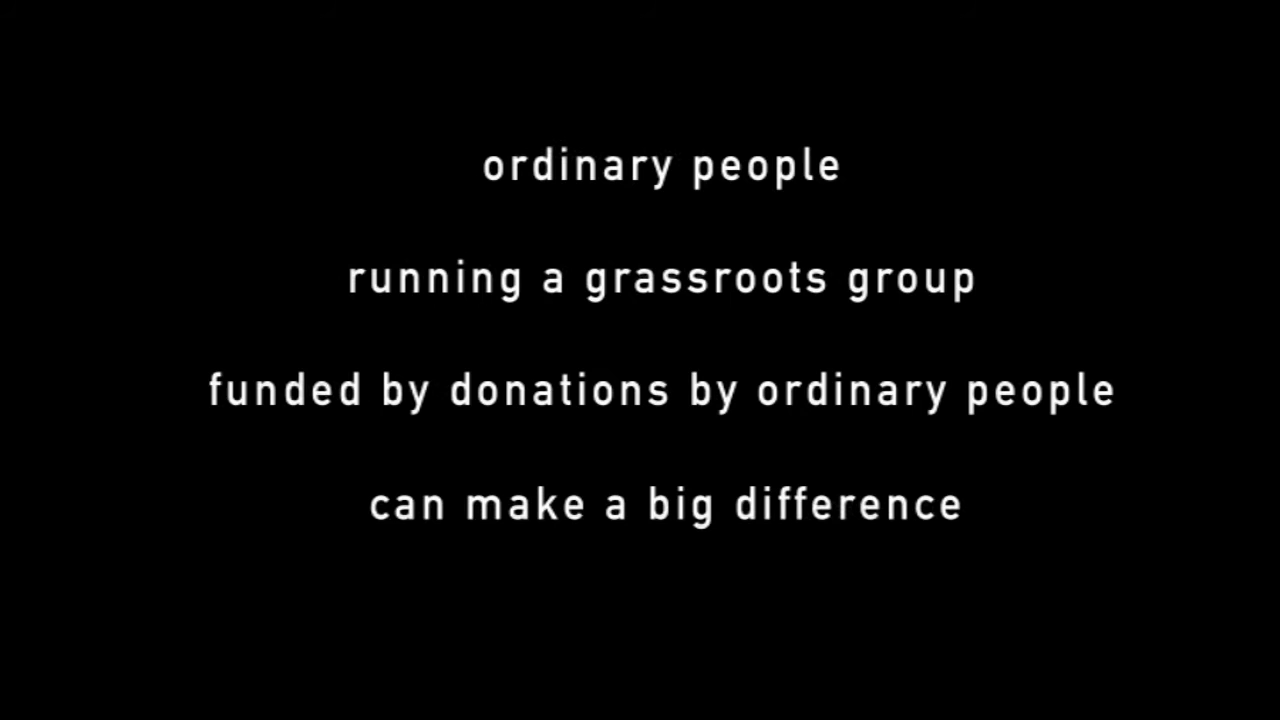 ordinary people
running a grassroots group
funded by donations by ordinary people
can make a big difference